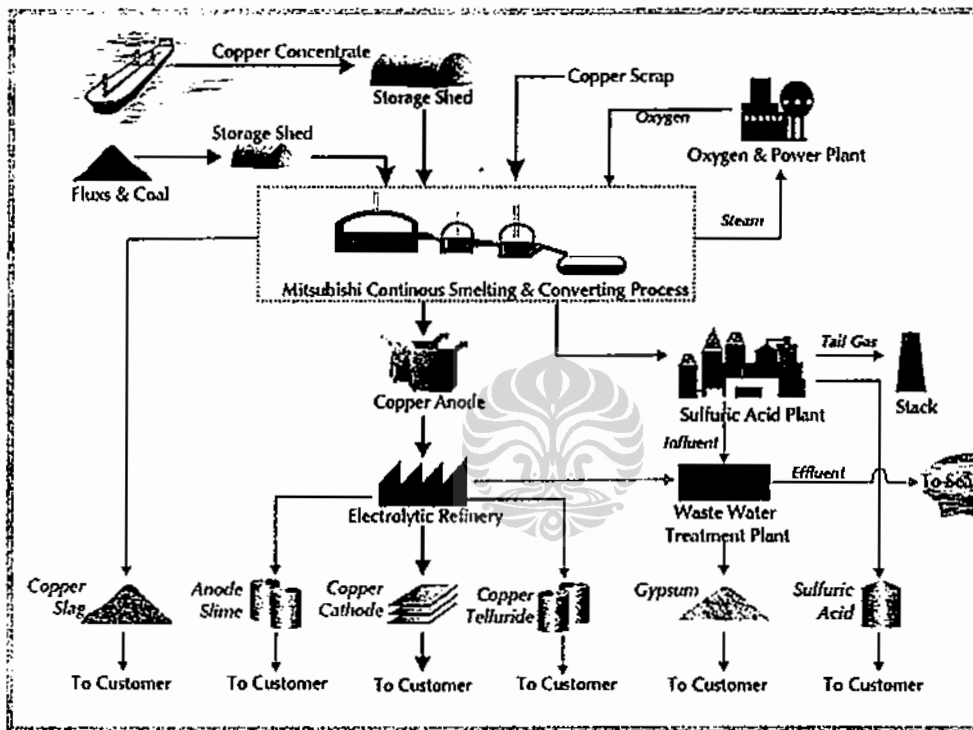 Copper Concentrate
Storage Shed
Copper Scrap
Oxygen
Oxygen & Power Plant
Storage Shed
Fluxs & Coal
Steam
Mitsubishi Continous Smelting & Converting Process
Tail Gas
Stack
Copper Anode
Sulfuric Acid Plant
Influent
Effluent
To Sea
Electrolytic Refinery
Waste Water
Treatment Plant
Copper
Slag
Anode
Slime
Copper
Cathode
Copper
Telluride
Gypsum
Sulfuric
Acid
To Customer
To Customer
To Customer
To Customer
To Customer
To Customer